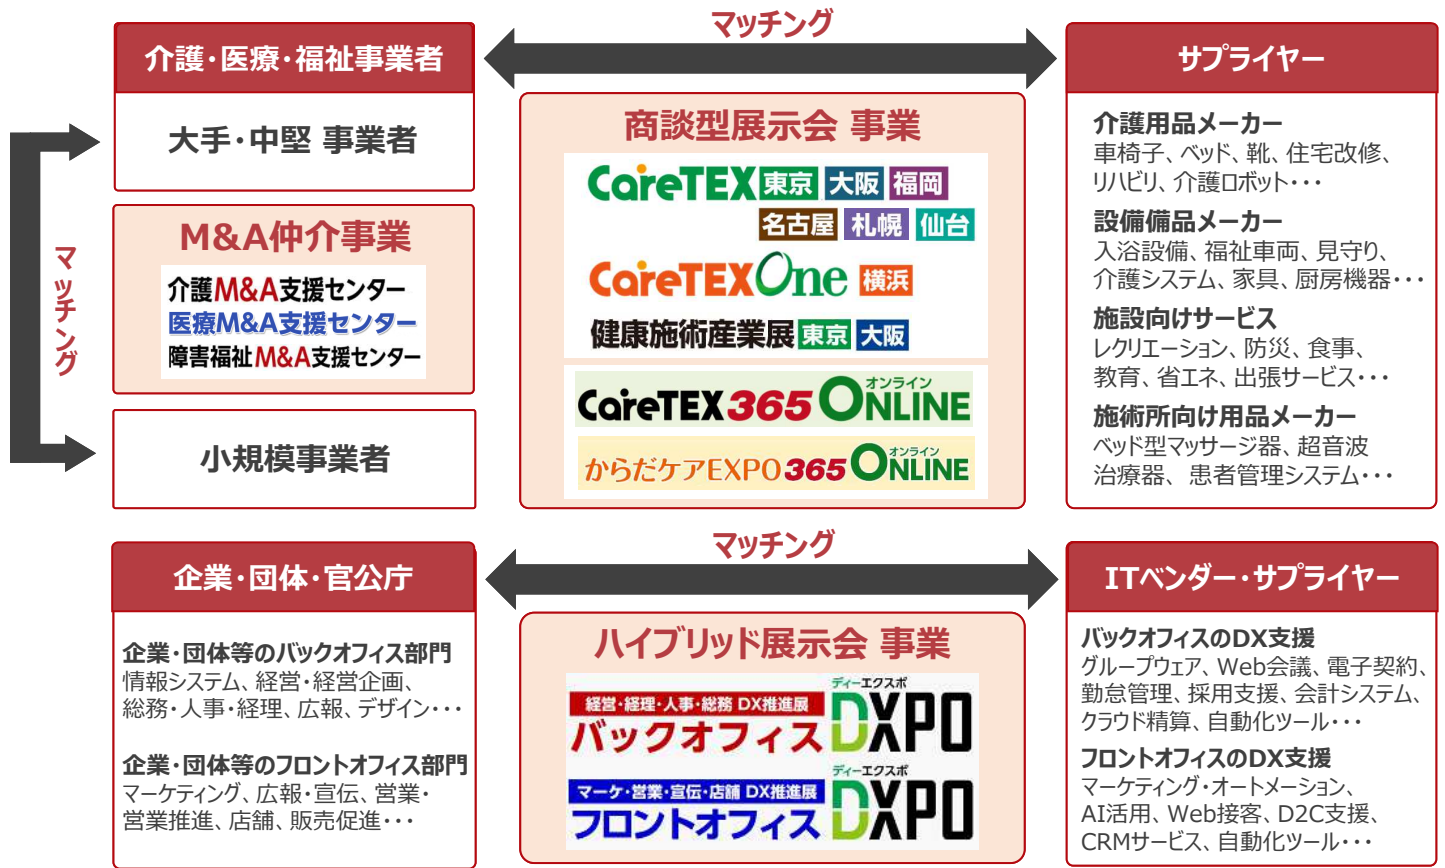 マッチング
介護・医療・福祉事業者
大手・中堅 事業者
マッチング
M&A仲介事業
介護M&A支援センター
医療M&A支援センター
障害福祉M&A支援センター
小規模事業者
商談型展示会 事業
CareTEX 東京 大阪 福岡
名古屋 札幌 仙台
CareTEXOne 横浜
健康施術産業展 東京 大阪
オンライン
CareTEX365 ONLINE
オンライン
からだケアEXPO365 ONLINE
サプライヤー
介護用品メーカー
車椅子、ベッド、靴、住宅改修、
リハビリ、介護ロボット・・・
設備備品メーカー
入浴設備、福祉車両、見守り、
介護システム、家具、厨房機器・・・
施設向けサービス
レクリエーション、防災、食事、
教育、省エネ、出張サービス・・・
施術所向け用品メーカー
ベッド型マッサージ器、超音波
治療器、患者管理システム・・・
マッチング
企業・団体・官公庁
企業・団体等のバックオフィス部門
情報システム、経営・経営企画、
総務・人事・経理、広報、デザイン・・・
企業・団体等のフロントオフィス部門
マーケティング、広報・宣伝、営業・
営業推進、店舗、販売促進・・・
ハイブリッド展示会 事業
ディーエクスポ
経営・経理・人事・総務 DX推進展
バックオフィス DXPO
ディーエクスポ
マーケ・営業・宣伝・店舗 DX推進展
フロントオフィス DXPO
ITベンダー・サプライヤー
バックオフィスのDX支援
グループウェア、Web会議、電子契約、
勤怠管理、採用支援、会計システム、
クラウド精算、自動化ツール・・・
フロントオフィスのDX支援
マーケティング・オートメーション、
AI活用、Web接客、D2C支援、
CRMサービス、自動化ツール・・・